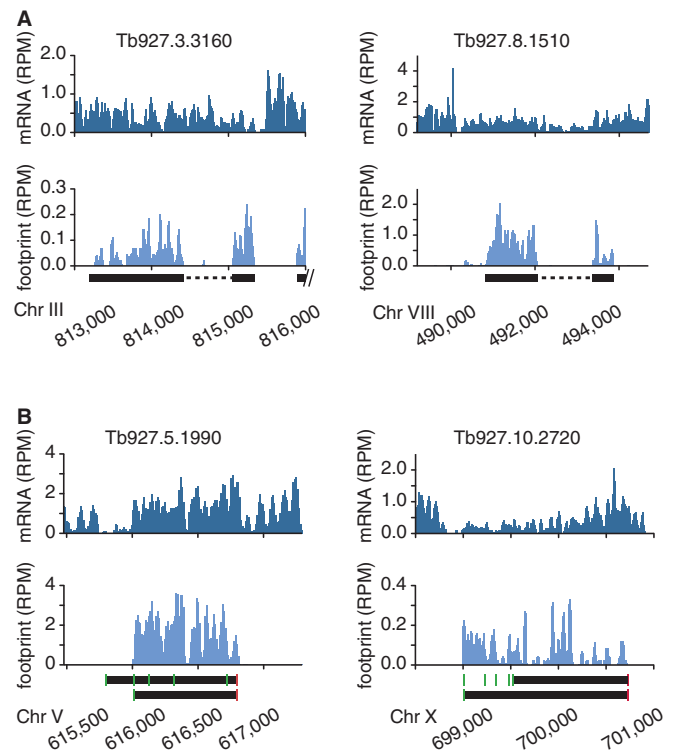 A
Tb927.3.3160
mRNA (RPM)
2.0
1.0
0.0
footprint (RPM)
0.3
0.2
0.1
0.0
Chr III
813,000
814,000
815,000
816,000
Tb927.8.1510
mRNA (RPM)
4
2
0
footprint (RPM)
2.0
1.0
0.0
Chr VIII
490,000
492,000
494,000
B
Tb927.5.1990
mRNA (RPM)
4
2
0
footprint (RPM)
4
2
0
Chr V
615,500
616,000
616,500
617,000
Tb927.10.2720
mRNA (RPM)
2.0
1.0
0.0
footprint (RPM)
0.4
0.2
0.0
Chr X
699,000
700,000
701,000